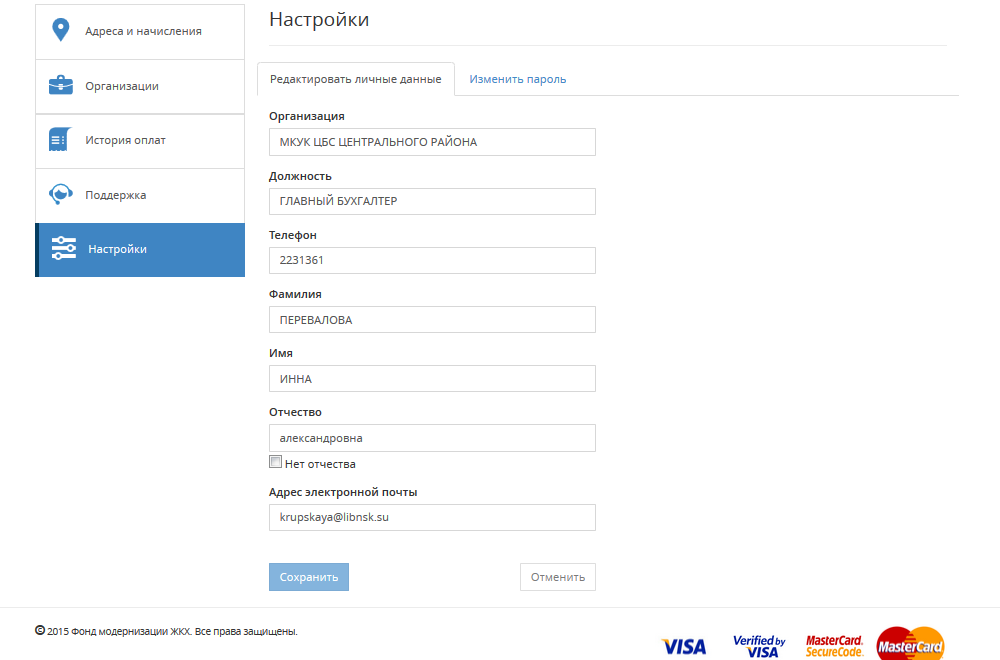 Адреса и начисления
Организации
История оплат
Поддержка
Настройки
Настройки
Редактировать личные данные
Изменить пароль
Организация
МКУК ЦБС ЦЕНТРАЛЬНОГО РАЙОНА
Должность
ГЛАВНЫЙ БУХГАЛТЕР
Телефон
2231361
Фамилия
ПЕРЕВАЛОВА
Имя
ИННА
Отчество
александровна
Нет отчества
Адрес электронной почты
krupskaya@libnsk.su
Сохранить
Отменить
© 2015 Фонд модернизации ЖКХ. Все права защищены.
VISA
Verified by
VISA
MasterCard.
SecureCode.
MasterCard